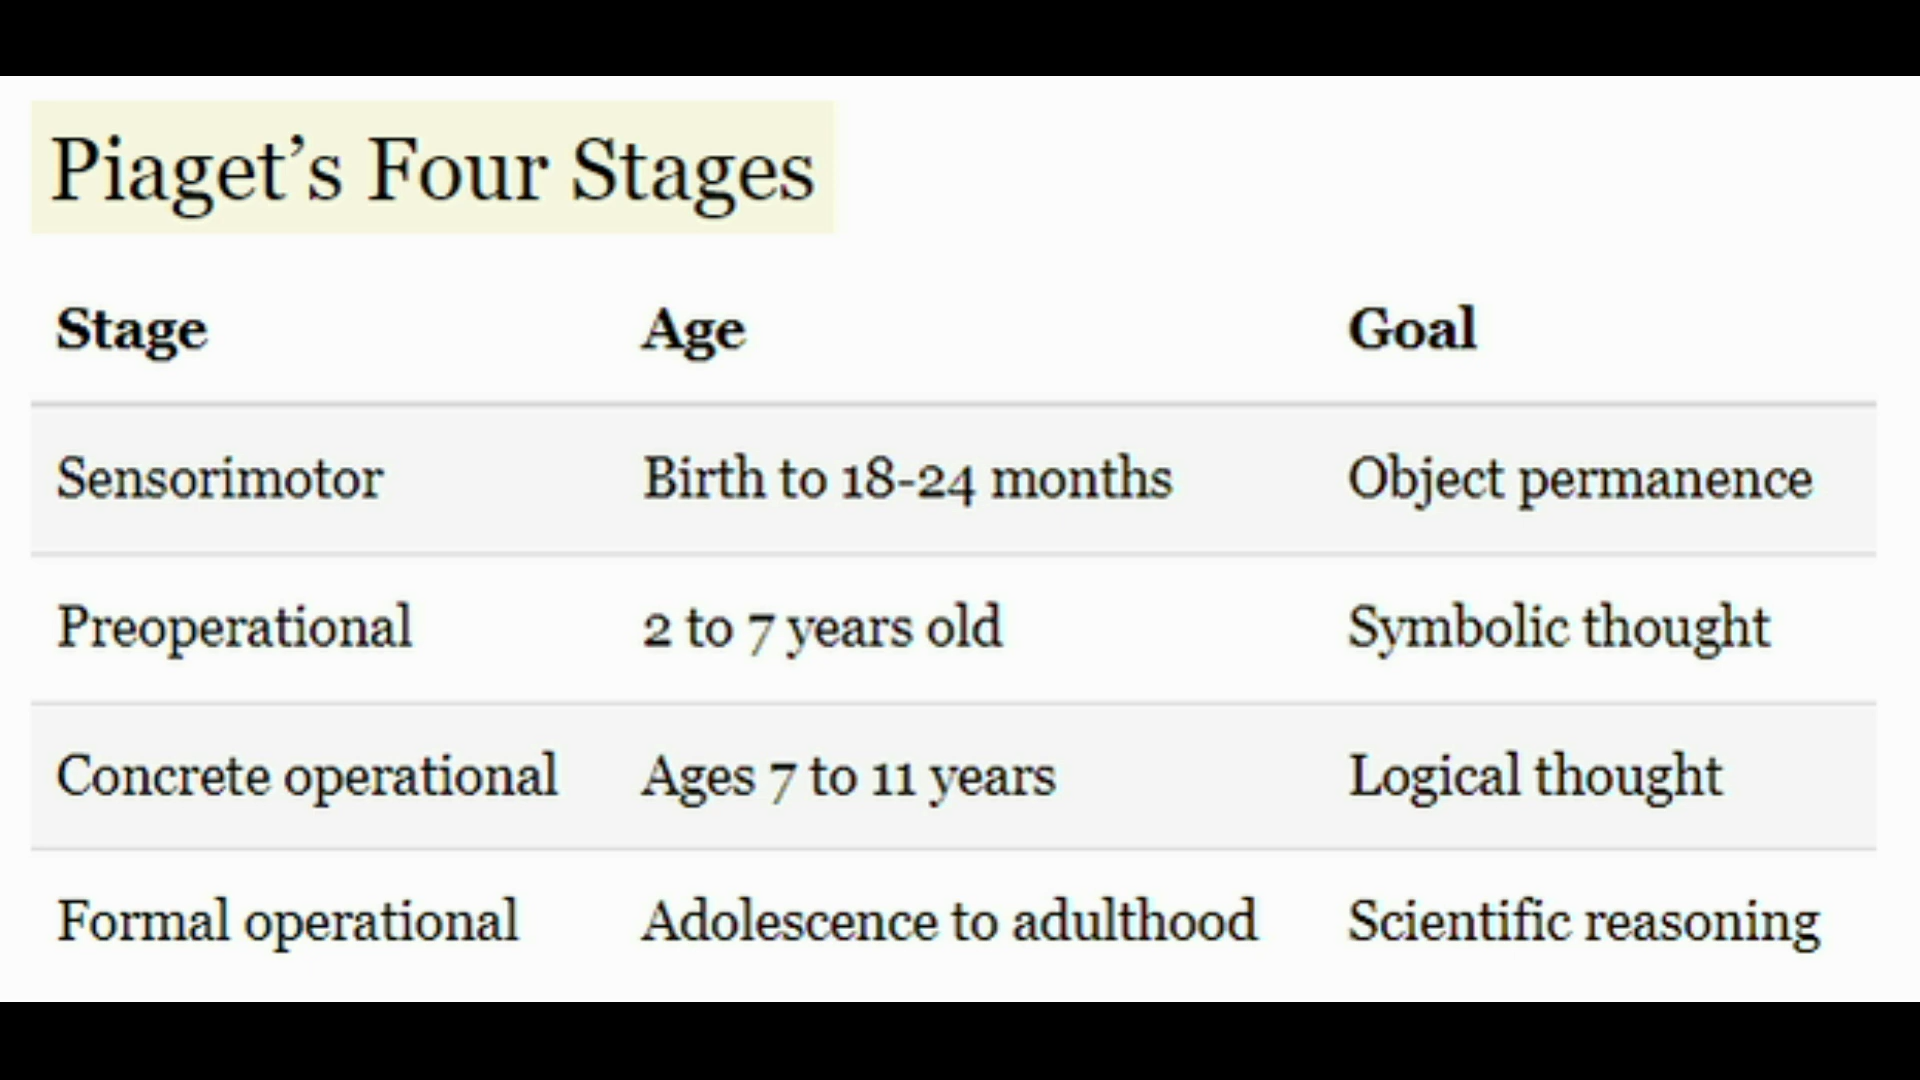 Piaget’s Four Stages
Stage Age Goal
Sensorimotor Birth to 18-24 months Object permanence
Preoperational 2 to 7 years old Symbolic thought
Concrete operational Ages 7 to 11 years Logical thought
Formal operational Adolescence to adulthood Scientific reasoning